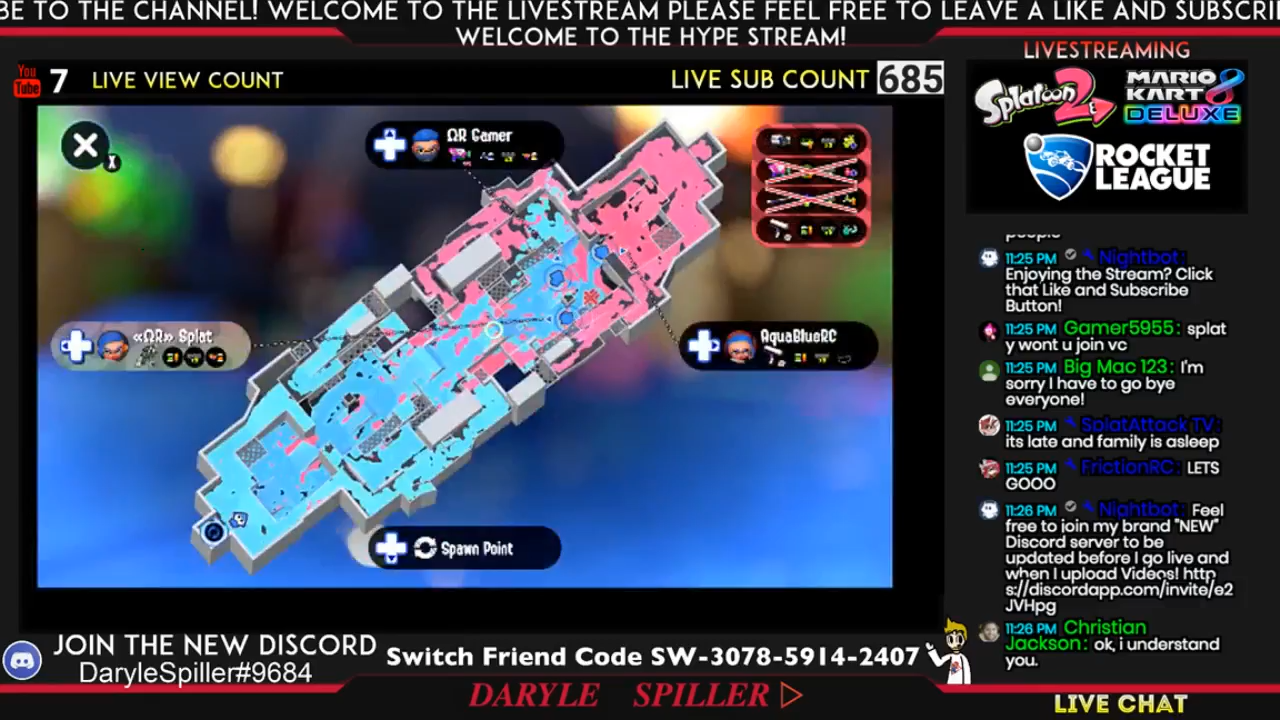 BE TO THE CHANNEL! WELCOME TO THE LIVESTREAM PLEASE FEEL FREE TO LEAVE A LIKE AND SUBSCRI
WELCOME TO THE HYPE STREAM!
You Tube 7 LIVE VIEW COUNT
LIVE SUB COUNT 685
LIVESTREAMING
Splatoon 2
MARIO KART 8 DELUXE
ROCKET LEAGUE
X
X
ΩR Gamer
«ΩR» Splat
AquaBlueRC
Spawn Point
people
11:25 PM Nightbot:
Enjoying the Stream? Click
that Like and Subscribe
Button!
11:25 PM Gamer5955: splat
y wont u join vc
11:25 PM Big Mac 123: I'm
sorry I have to go bye
everyone!
11:25 PM SplatAttack TV:
its late and family is asleep
11:25 PM FrictionRC: LETS
GOOO
11:26 PM Nightbot: Feel
free to join my brand "NEW"
Discord server to be
updated before I go live and
when I upload Videos! http
s://discordapp.com/invite/e2
JVHpg
11:26 PM Christian
Jackson: ok, i understand
you.
JOIN THE NEW DISCORD
DaryleSpiller#9684
Switch Friend Code SW-3078-5914-2407
DARYLE SPILLER
LIVE CHAT